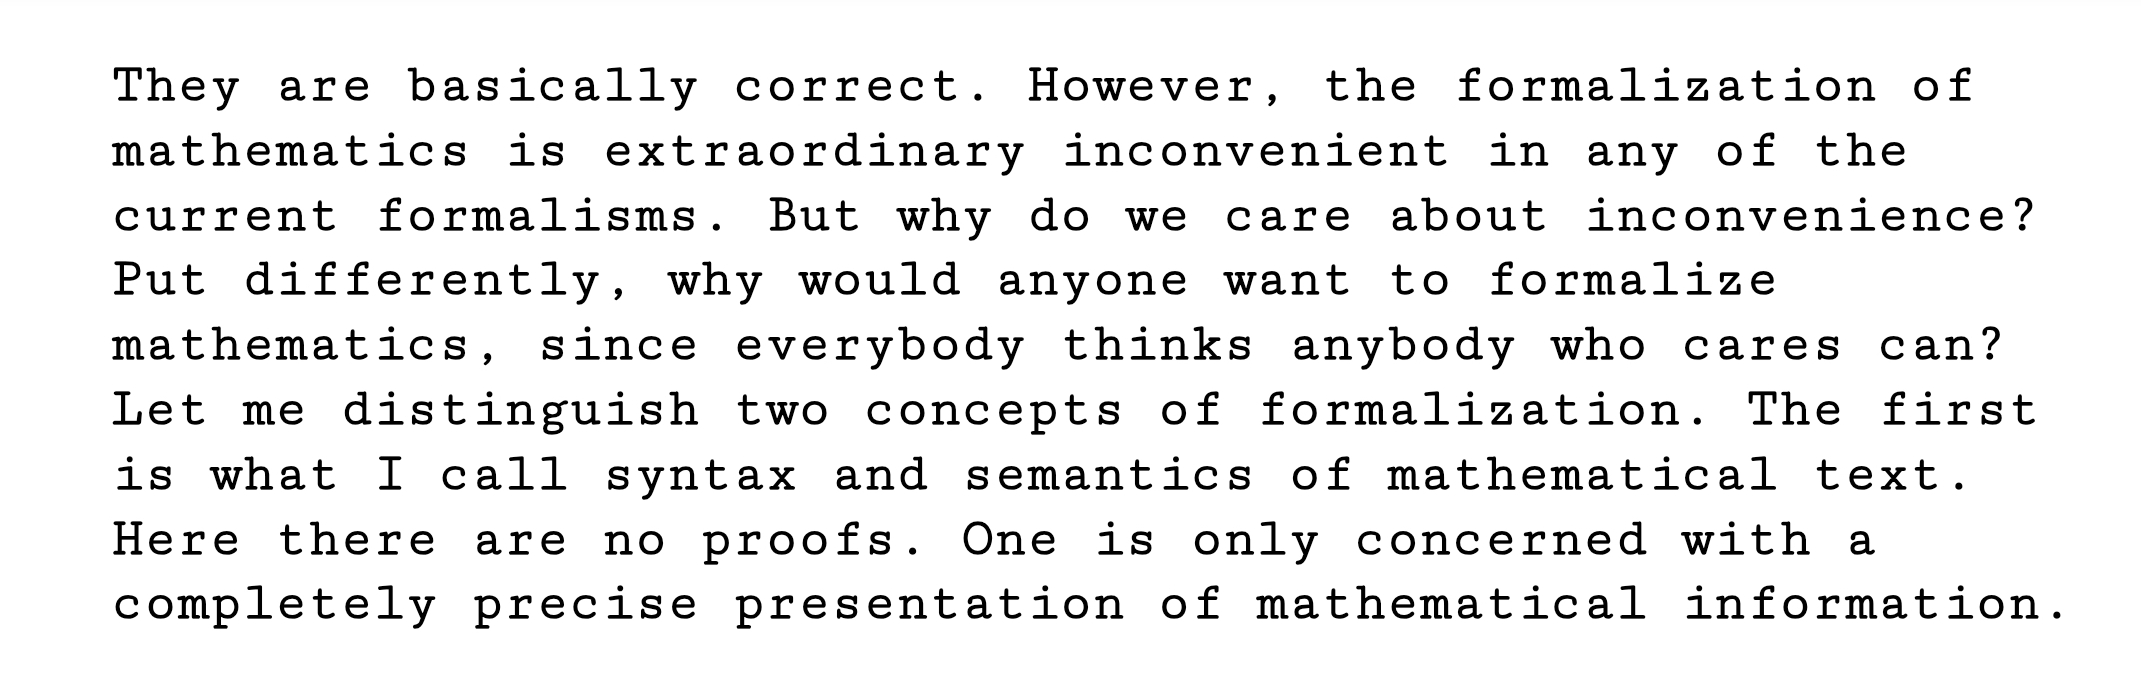 They are basically correct. However, the formalization of
mathematics is extraordinary inconvenient in any of the
current formalisms. But why do we care about inconvenience?
Put differently, why would anyone want to formalize
mathematics, since everybody thinks anybody who cares can?
Let me distinguish two concepts of formalization. The first
is what I call syntax and semantics of mathematical text.
Here there are no proofs. One is only concerned with a
completely precise presentation of mathematical information.